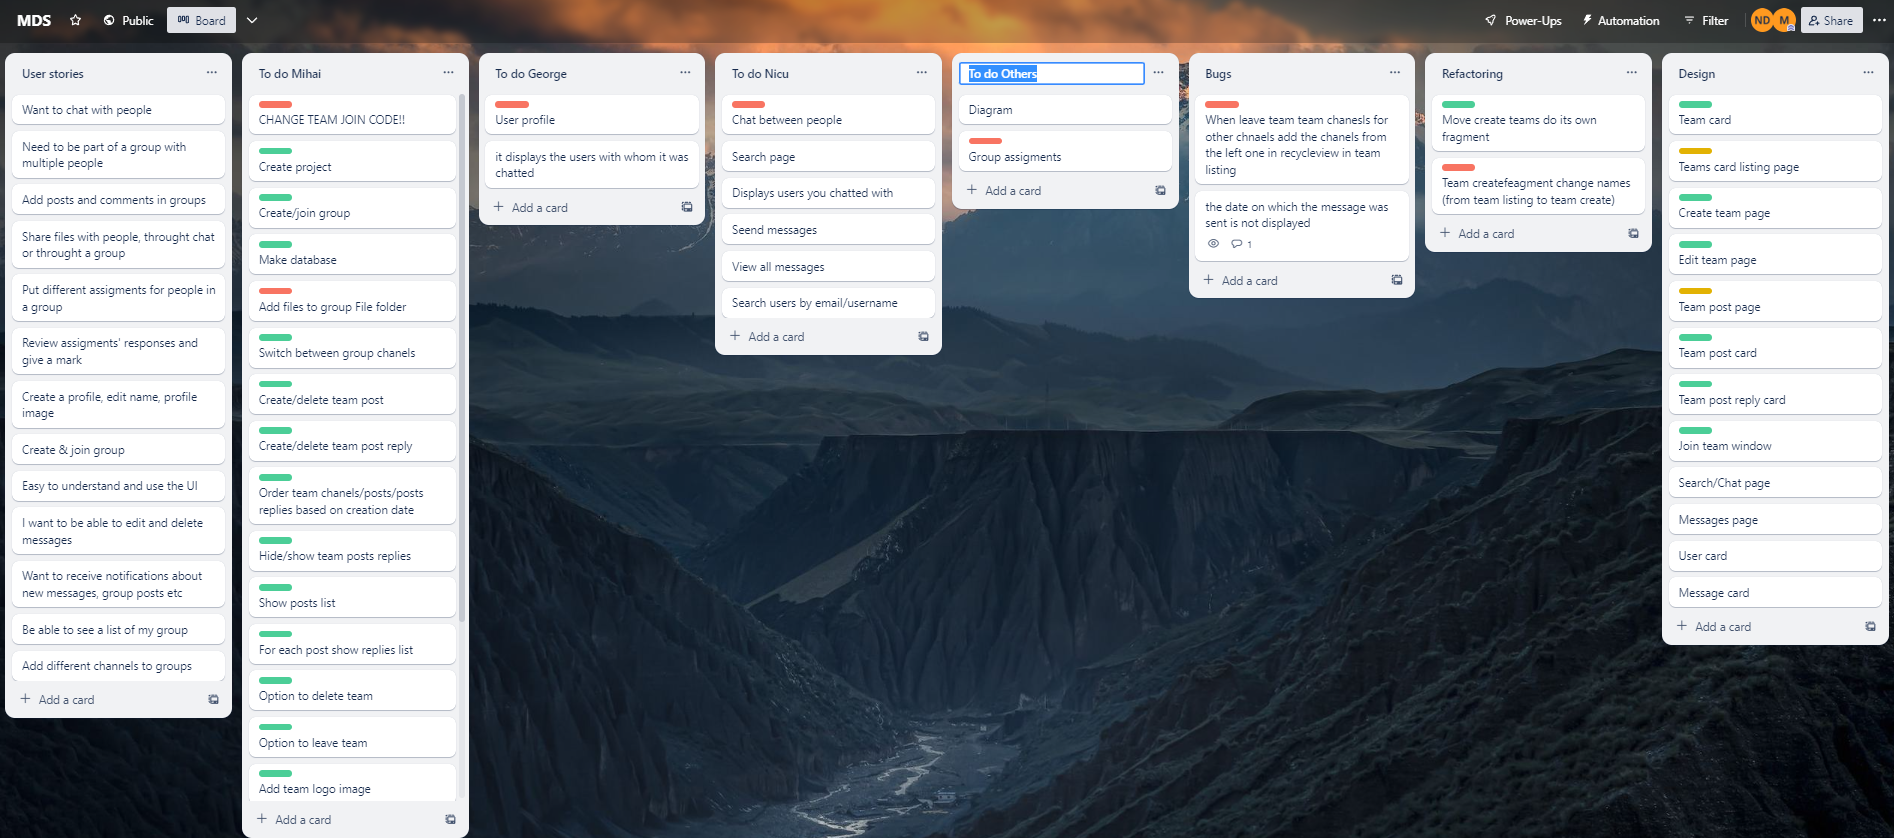 MDS
Public
Board
Power-Ups
Automation
Filter
ND
M
Share
User stories
Want to chat with people
Need to be part of a group with
multiple people
Add posts and comments in groups
Share files with people, throught chat
or throught a group
Put different assigments for people in
a group
Review assigments' responses and
give a mark
Create a profile, edit name, profile
image
Create & join group
Easy to understand and use the UI
I want to be able to edit and delete
messages
Want to receive notifications about
new messages, group posts etc
Be able to see a list of my group
Add different channels to groups
+ Add a card
To do Mihai
CHANGE TEAM JOIN CODE!!
Create project
Create/join group
Make database
Add files to group File folder
Switch between group chanels
Create/delete team post
Create/delete team post reply
Order team chanels/posts/posts
replies based on creation date
Hide/show team posts replies
Show posts list
For each post show replies list
Option to delete team
Option to leave team
Add team logo image
+ Add a card
To do George
User profile
it displays the users with whom it was
chatted
+ Add a card
To do Nicu
Chat between people
Search page
Displays users you chatted with
Seend messages
View all messages
Search users by email/username
+ Add a card
To do Others
Diagram
Group assigments
+ Add a card
Bugs
When leave team team chanesls for
other chnaels add the chanels from
the left one in recycleview in team
listing
the date on which the message was
sent is not displayed
1
+ Add a card
Refactoring
Move create teams do its own
fragment
Team createfeagment change names
(from team listing to team create)
+ Add a card
Design
Team card
Teams card listing page
Create team page
Edit team page
Team post page
Team post card
Team post reply card
Join team window
Search/Chat page
Messages page
User card
Message card
+ Add a card